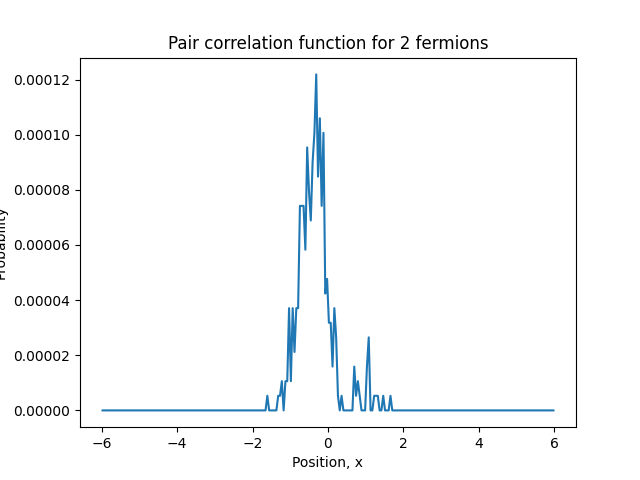 Pair correlation function for 2 fermions
0.00012
0.00010
0.00008
0.00006
0.00004
0.00002
0.00000
Probability
−6 −4 −2 0 2 4 6
Position, x